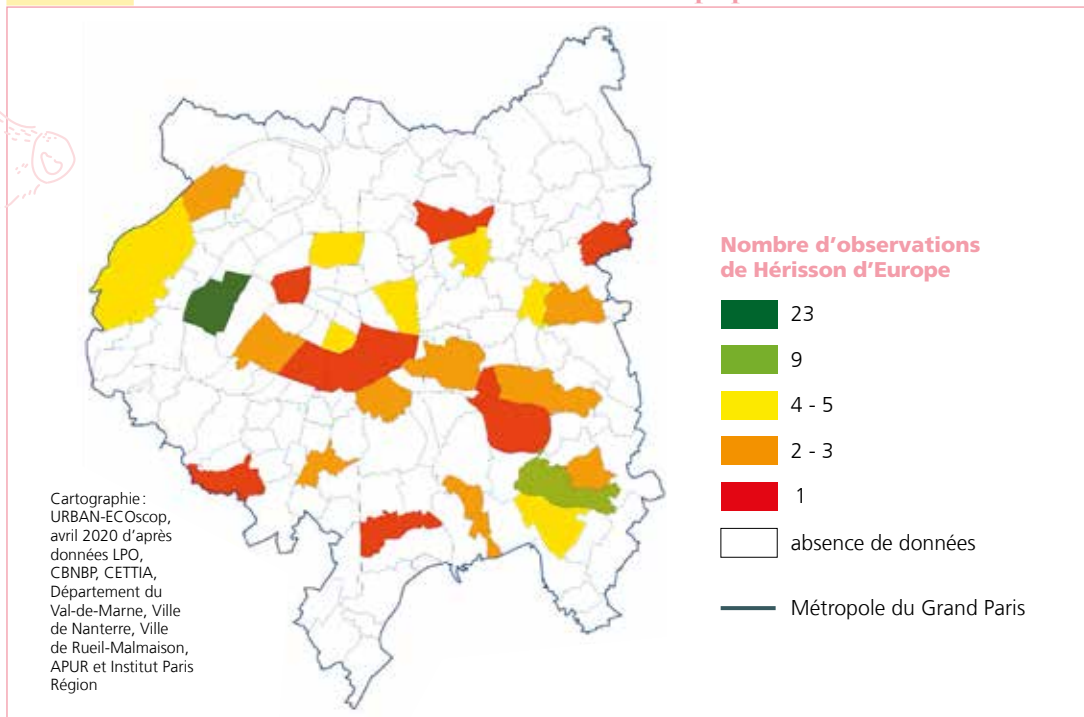 Nombre d'observations
de Hérisson d'Europe
23
9
4 - 5
2 - 3
1
absence de données
Métropole du Grand Paris
Cartographie :
URBAN-ECOscop,
avril 2020 d'après
données LPO,
CBNBP, CETTIA,
Département du
Val-de-Marne, Ville
de Nanterre, Ville
de Rueil-Malmaison,
APUR et Institut Paris
Région